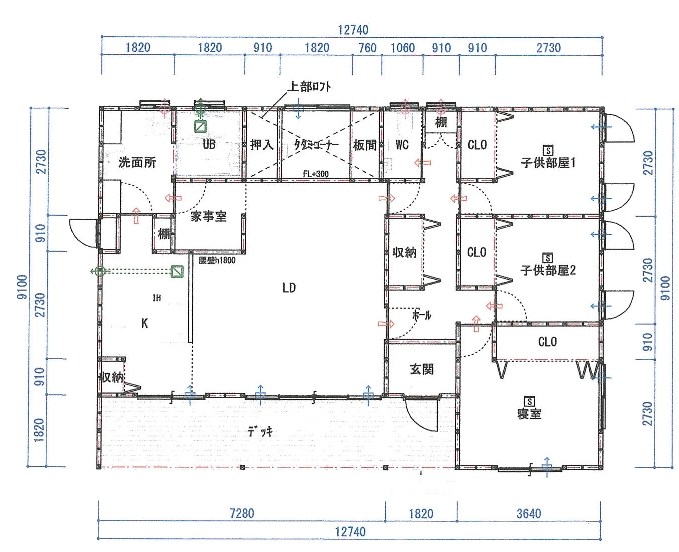 12740
1820 1820 910 1820 760 1060 910 910 2730
上部ﾛﾌﾄ
棚
洗面所 UB 押入 ﾀﾀﾐｺｰﾅｰ 板間 WC CLO S 子供部屋1
FL+300
家事室
棚
収納 CLO S 子供部屋2
腰壁h1800
LD
IH
K
ﾎｰﾙ
CLO
収納 玄関
S
寝室
ﾃﾞｯｷ
2730
910
2730
910
1820
9100
2730
2730
910
2730
9100
7280 1820 3640
12740